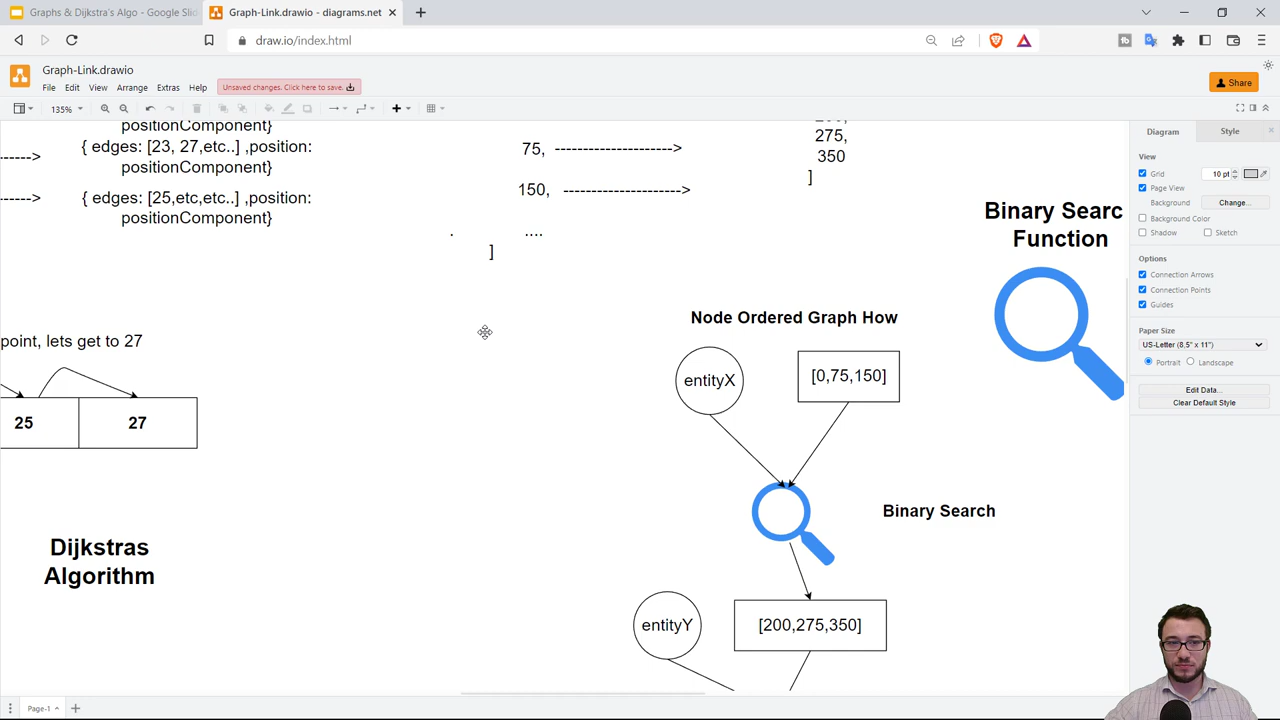 Graphs & Dijkstra's Algo - Google Slid
Graph-Link.drawio - diagrams.net
draw.io/index.html
Graph-Link.drawio
File Edit View Arrange Extras Help
Unsaved changes. Click here to save.
Share
135%
Diagram
Style
View
Grid
10 pt
Page View
Background
Change...
Background Color
Shadow
Sketch
Options
Connection Arrows
Connection Points
Guides
Paper Size
US-Letter (8,5" x 11")
Portrait
Landscape
Edit Data...
Clear Default Style
positionComponent}
------>
{ edges: [23, 27,etc..] ,position:
positionComponent}
----->
{ edges: [25,etc,etc..] ,position:
positionComponent}
75, ---------------------->
150, ---------------------->
. ....
]
275,
350
]
Binary Searc
Function
point, lets get to 27
25
27
Dijkstras
Algorithm
Node Ordered Graph How
entityX
[0,75,150]
Binary Search
entityY
[200,275,350]
Page-1